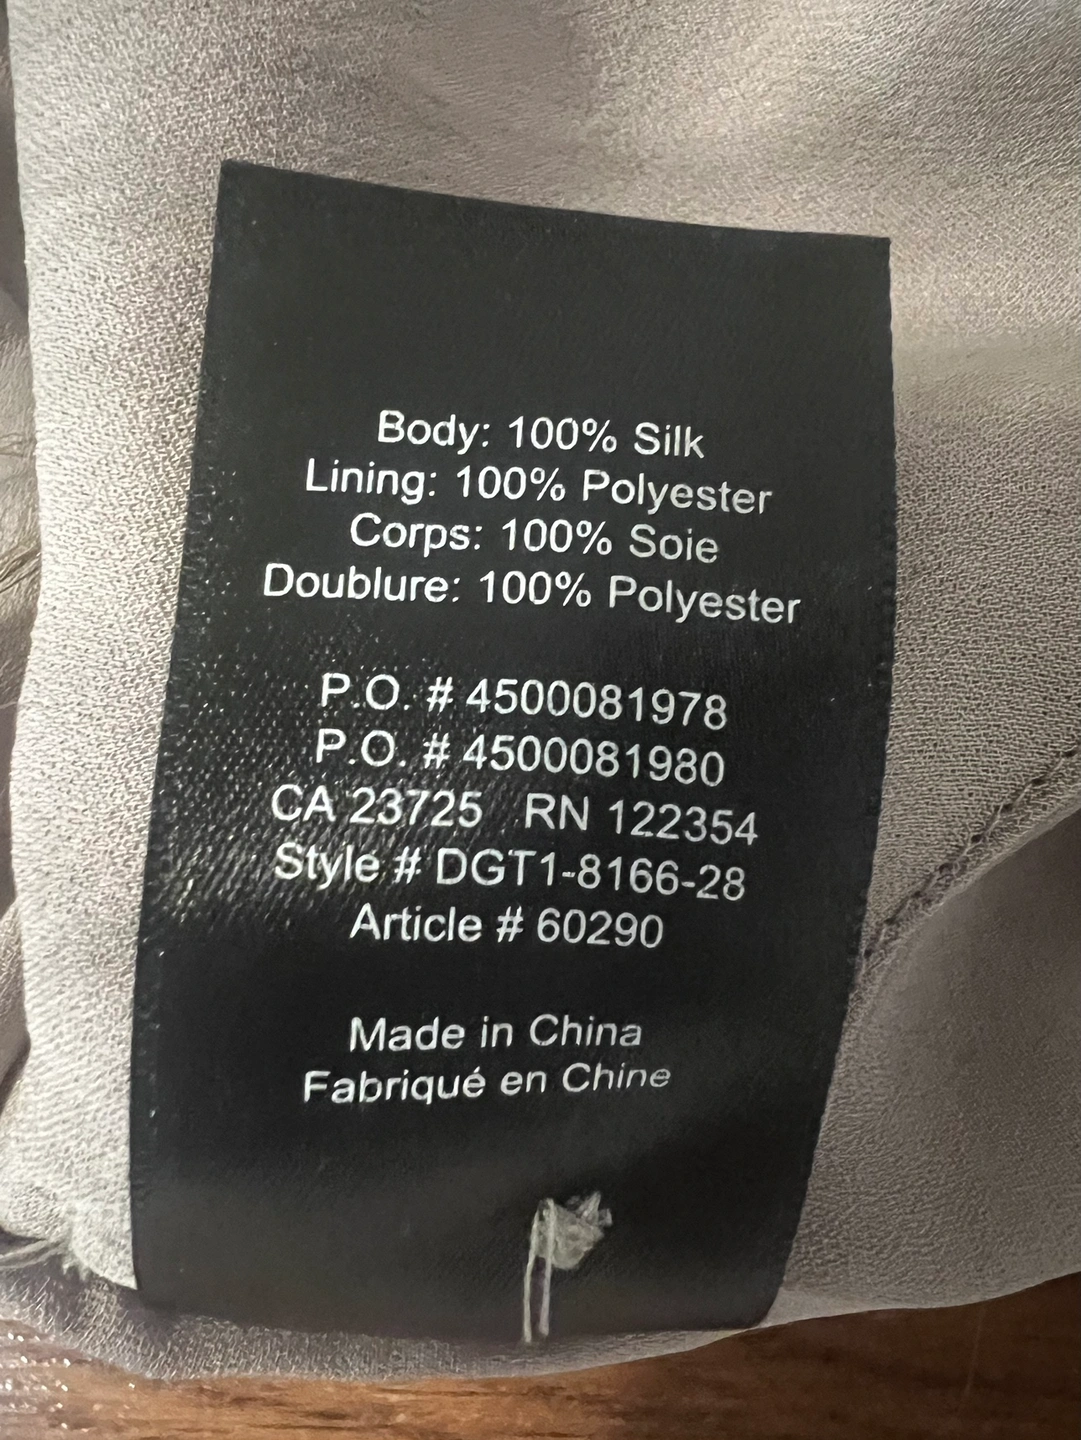 Body: 100% Silk
Lining: 100% Polyester
Corps: 100% Soie
Doublure: 100% Polyester
P.O. # 4500081978
P.O. # 4500081980
CA 23725 RN 122354
Style # DGT1-8166-28
Article # 60290
Made in China
Fabriqué en Chine